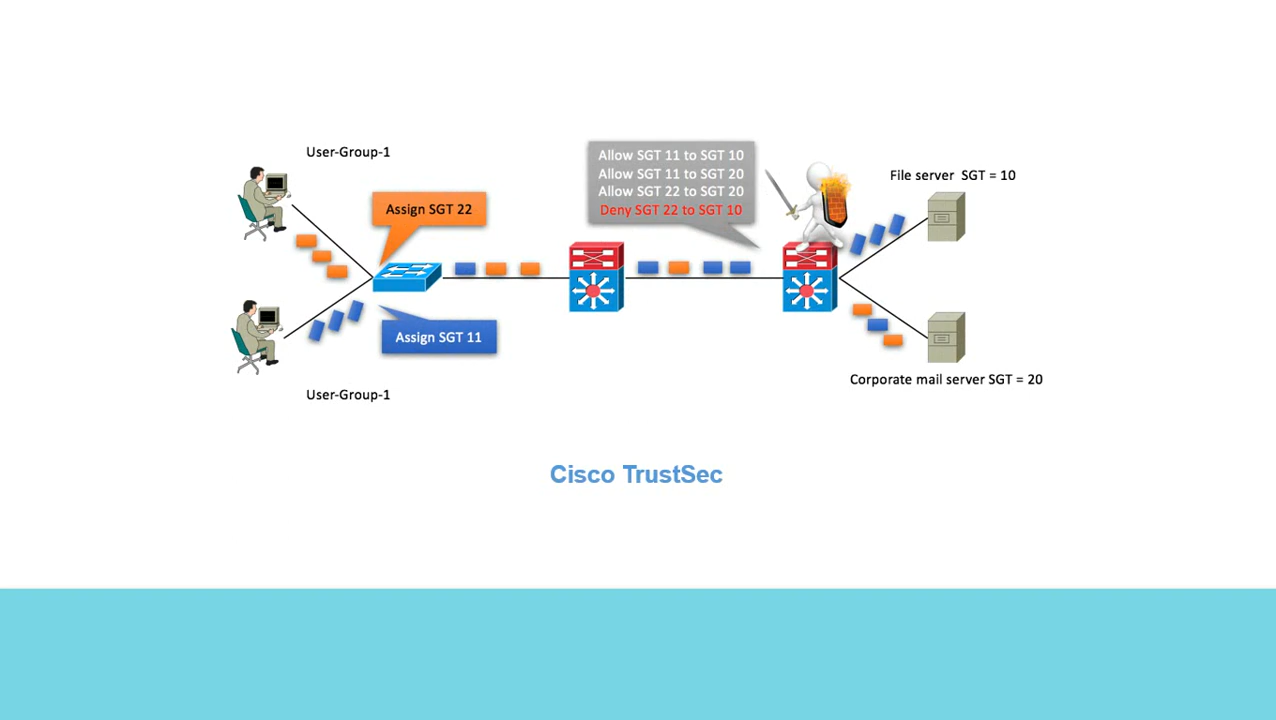 User-Group-1
Assign SGT 22
Allow SGT 11 to SGT 10
Allow SGT 11 to SGT 20
Allow SGT 22 to SGT 20
Deny SGT 22 to SGT 10
File server SGT = 10
Assign SGT 11
User-Group-1
Corporate mail server SGT = 20
Cisco TrustSec